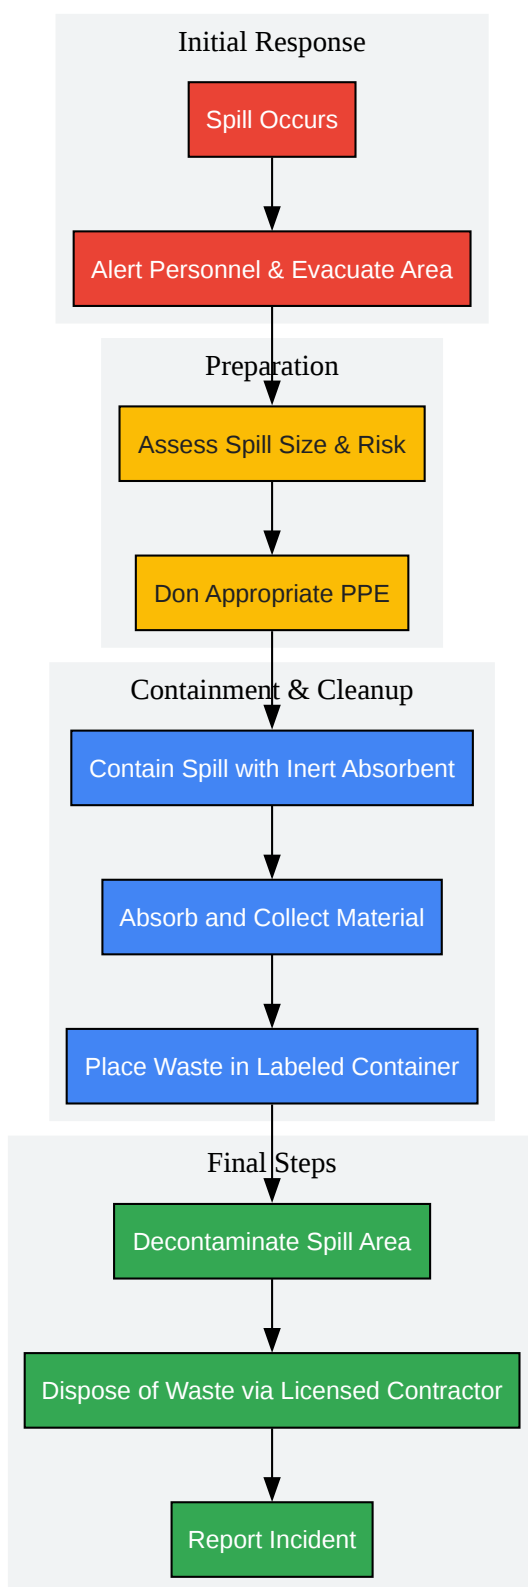 Initial Response
Spill Occurs
Alert Personnel & Evacuate Area
Preparation
Assess Spill Size & Risk
Don Appropriate PPE
Containment & Cleanup
Contain Spill with Inert Absorbent
Absorb and Collect Material
Place Waste in Labeled Container
Final Steps
Decontaminate Spill Area
Dispose of Waste via Licensed Contractor
Report Incident